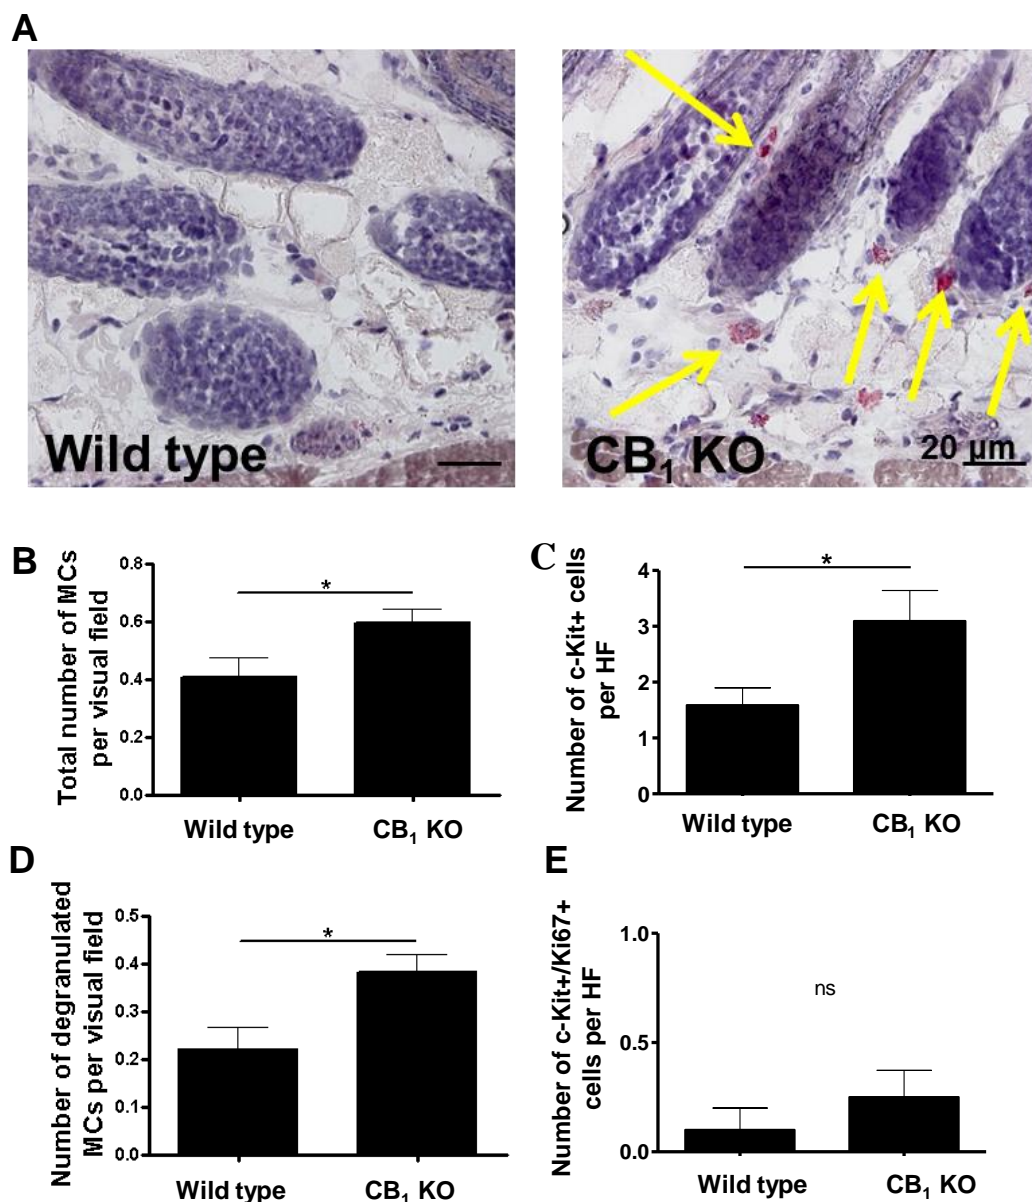 A
Wild type
CB₁ KO
20 µm
B
Total number of MCs
per visual field
0.8
0.6
0.4
0.2
0.0
*
Wild type
CB₁ KO
C
Number of c-Kit+ cells
per HF
4
3
2
1
0
*
Wild type
CB₁ KO
D
Number of degranulated
MCs per visual field
0.5
0.4
0.3
0.2
0.1
0.0
*
Wild type
CB₁ KO
E
Number of c-Kit+/Ki67+
cells per HF
1.0
0.5
0.0
ns
Wild type
CB₁ KO